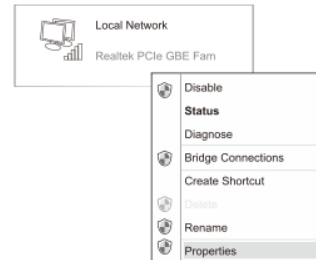 Local Network
Realtek PCIe GBE Fam
Disable
Status
Diagnose
Bridge Connections
Create Shortcut
Delete
Rename
Properties